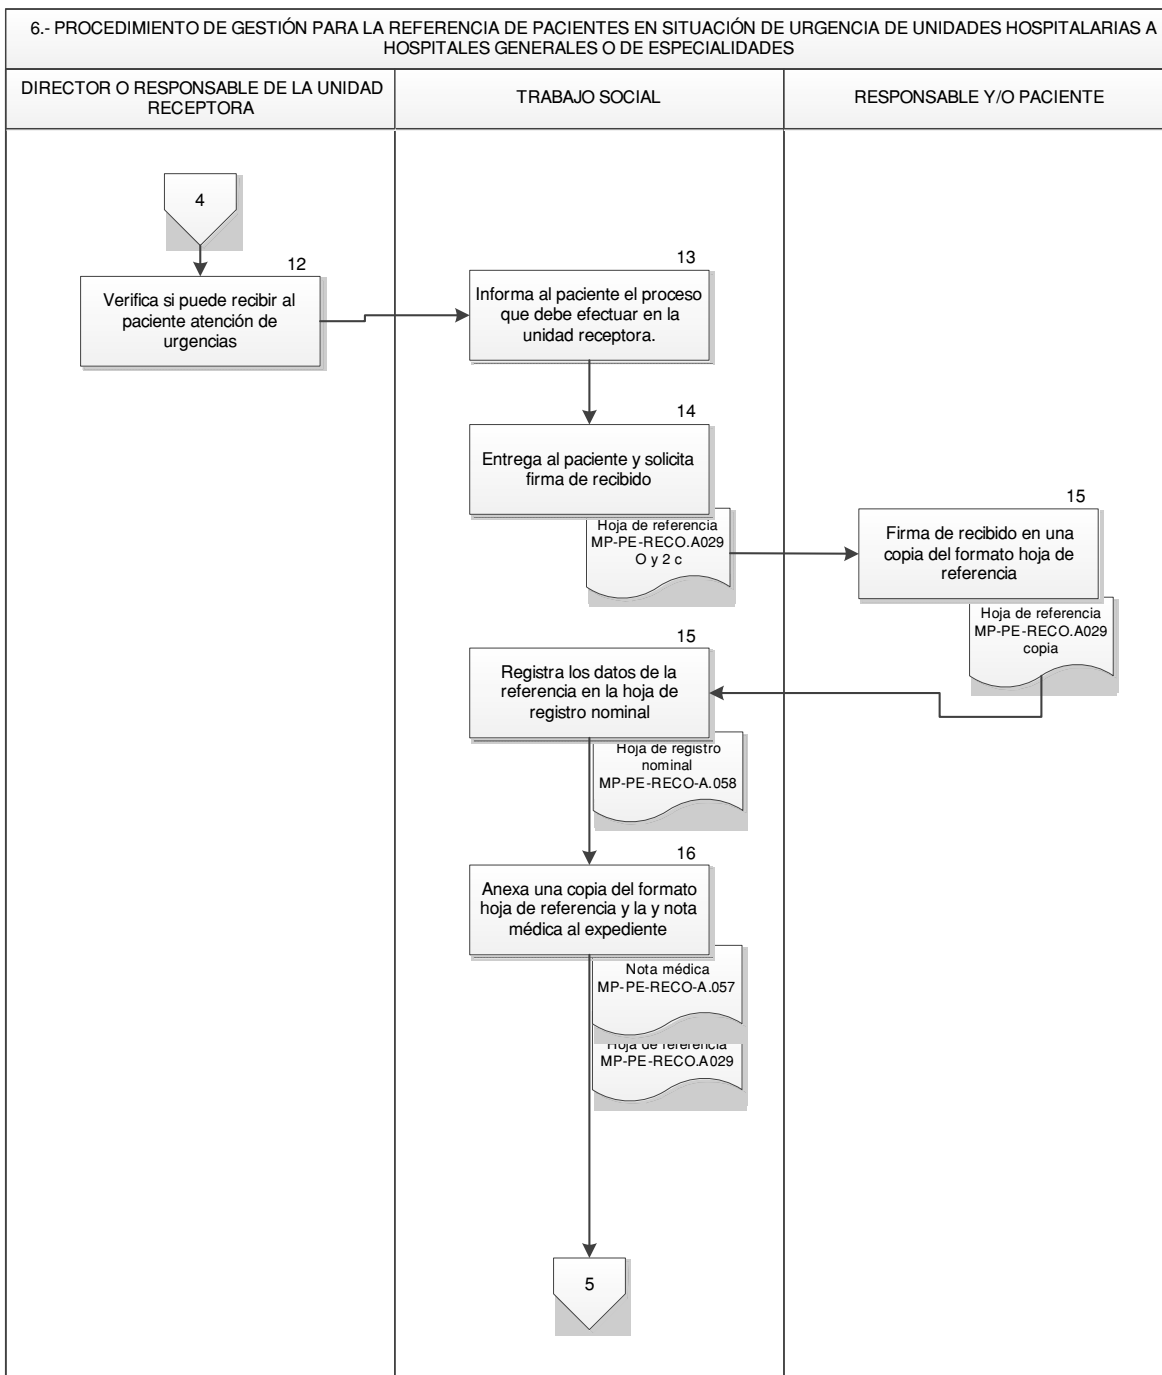 6.- PROCEDIMIENTO DE GESTIÓN PARA LA REFERENCIA DE PACIENTES EN SITUACIÓN DE URGENCIA DE UNIDADES HOSPITALARIAS A
HOSPITALES GENERALES O DE ESPECIALIDADES
DIRECTOR O RESPONSABLE DE LA UNIDAD
RECEPTORA
TRABAJO SOCIAL
RESPONSABLE Y/O PACIENTE
4
12
Verifica si puede recibir al
paciente atención de
urgencias
13
Informa al paciente el proceso
que debe efectuar en la
unidad receptora.
14
Entrega al paciente y solicita
firma de recibido
Hoja de referencia
MP-PE-RECO.A029
O y 2 c
15
Firma de recibido en una
copia del formato hoja de
referencia
Hoja de referencia
MP-PE-RECO.A029
copia
15
Registra los datos de la
referencia en la hoja de
registro nominal
Hoja de registro
nominal
MP-PE-RECO-A.058
16
Anexa una copia del formato
hoja de referencia y la y nota
médica al expediente
Nota médica
MP-PE-RECO-A.057
Hoja de referencia
MP-PE-RECO.A029
5